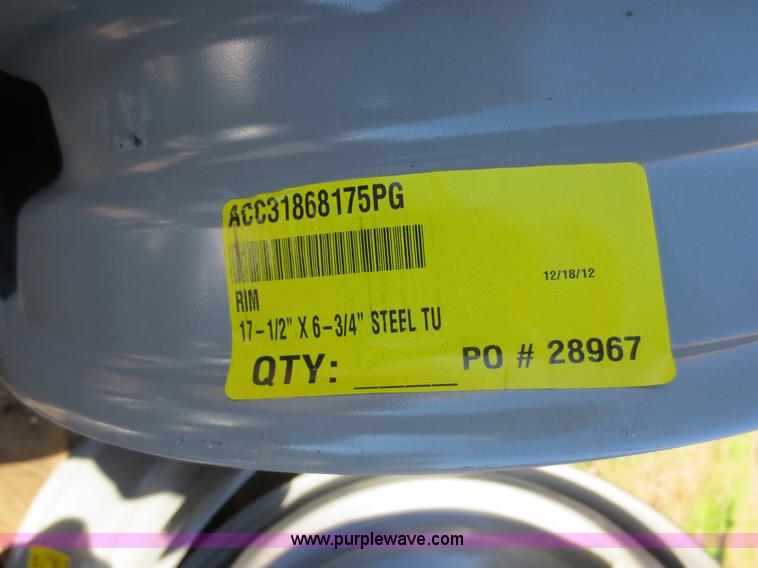 ACC31868175PG
12/18/12
RIM
17-1/2" X 6-3/4" STEEL TU
QTY: ____ PO # 28967
www.purplewave.com